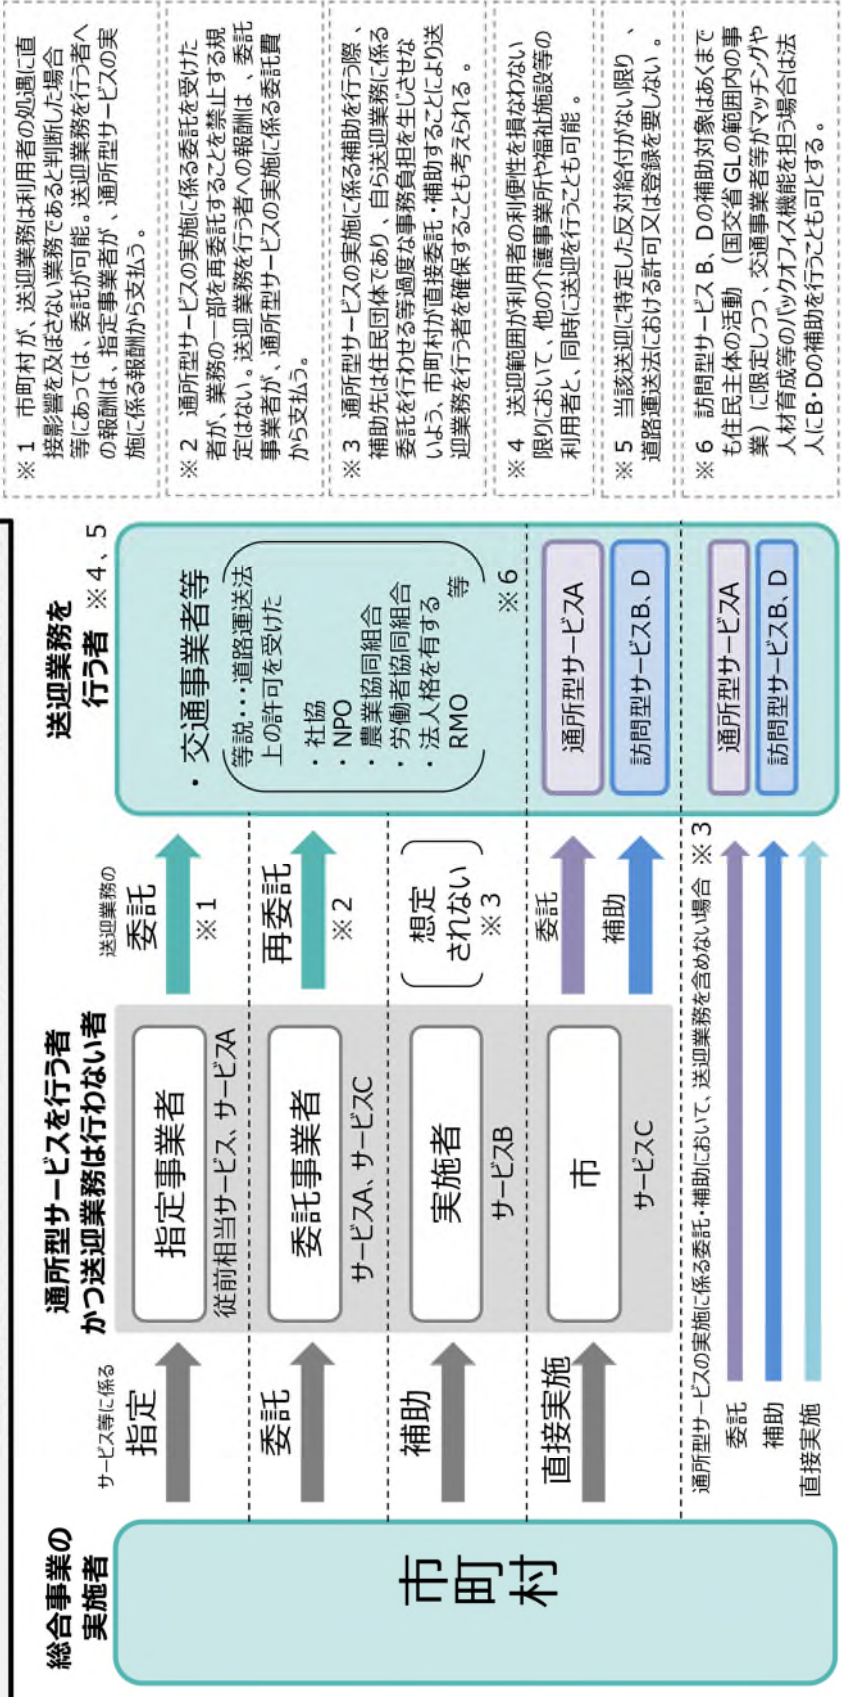 総合事業の
実施者
通所型サービスを行う者
かつ送迎業務は行わない者
送迎業務を
行う者 ※4、5
市町村
サービス等に係る
指定
指定事業者
従前相当サービス、サービスA
送迎業務の
委託
※1
・交通事業者等
等説・・・道路運送法
上の許可を受けた
・社協
・NPO
・農業協同組合
・労働者協同組合
・法人格を有する
RMO 等
※6
委託
委託事業者
サービスA、サービスC
再委託
※2
補助
実施者
サービスB
想定
されない
※3
直接実施
市
サービスC
委託
補助
通所型サービスA
訪問型サービスB、D
通所型サービスの実施に係る委託・補助において、送迎業務を含めない場合 ※3
委託
補助
直接実施
通所型サービスA
訪問型サービスB、D
※1 市町村が、送迎業務は利用者の処遇に直
接影響を及ぼさない業務であると判断した場合
等にあっては、委託が可能。送迎業務を行う者へ
の報酬は、指定事業者が、通所型サービスの実
施に係る報酬から支払う。
※2 通所型サービスの実施に係る委託を受けた
者が、業務の一部を再委託することを禁止する規
定はない。送迎業務を行う者への報酬は、委託
事業者が、通所型サービスの実施に係る委託費
から支払う。
※3 通所型サービスの実施に係る補助を行う際、
補助先は住民団体であり、自ら送迎業務に係る
委託を行わせる等過度な事務負担を生じさせな
いよう、市町村が直接委託・補助することにより送
迎業務を行う者を確保することも考えられる。
※4 送迎範囲が利用者の利便性を損なわない
限りにおいて、他の介護事業所や福祉施設等の
利用者と、同時に送迎を行うことも可能。
※5 当該送迎に特定した反対給付がない限り、
道路運送法における許可又は登録を要しない。
※6 訪問型サービスB、Dの補助対象はあくまで
も住民主体の活動（国交省GLの範囲内の事
業）に限定しつつ、交通事業者等がマッチングや
人材育成等のバックオフィス機能を担う場合は法
人にB・Dの補助を行うことも可とする。